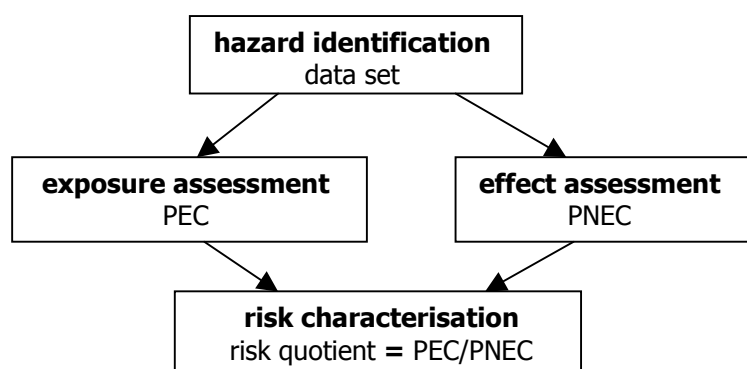 hazard identification
data set
exposure assessment
PEC
effect assessment
PNEC
risk characterisation
risk quotient = PEC/PNEC